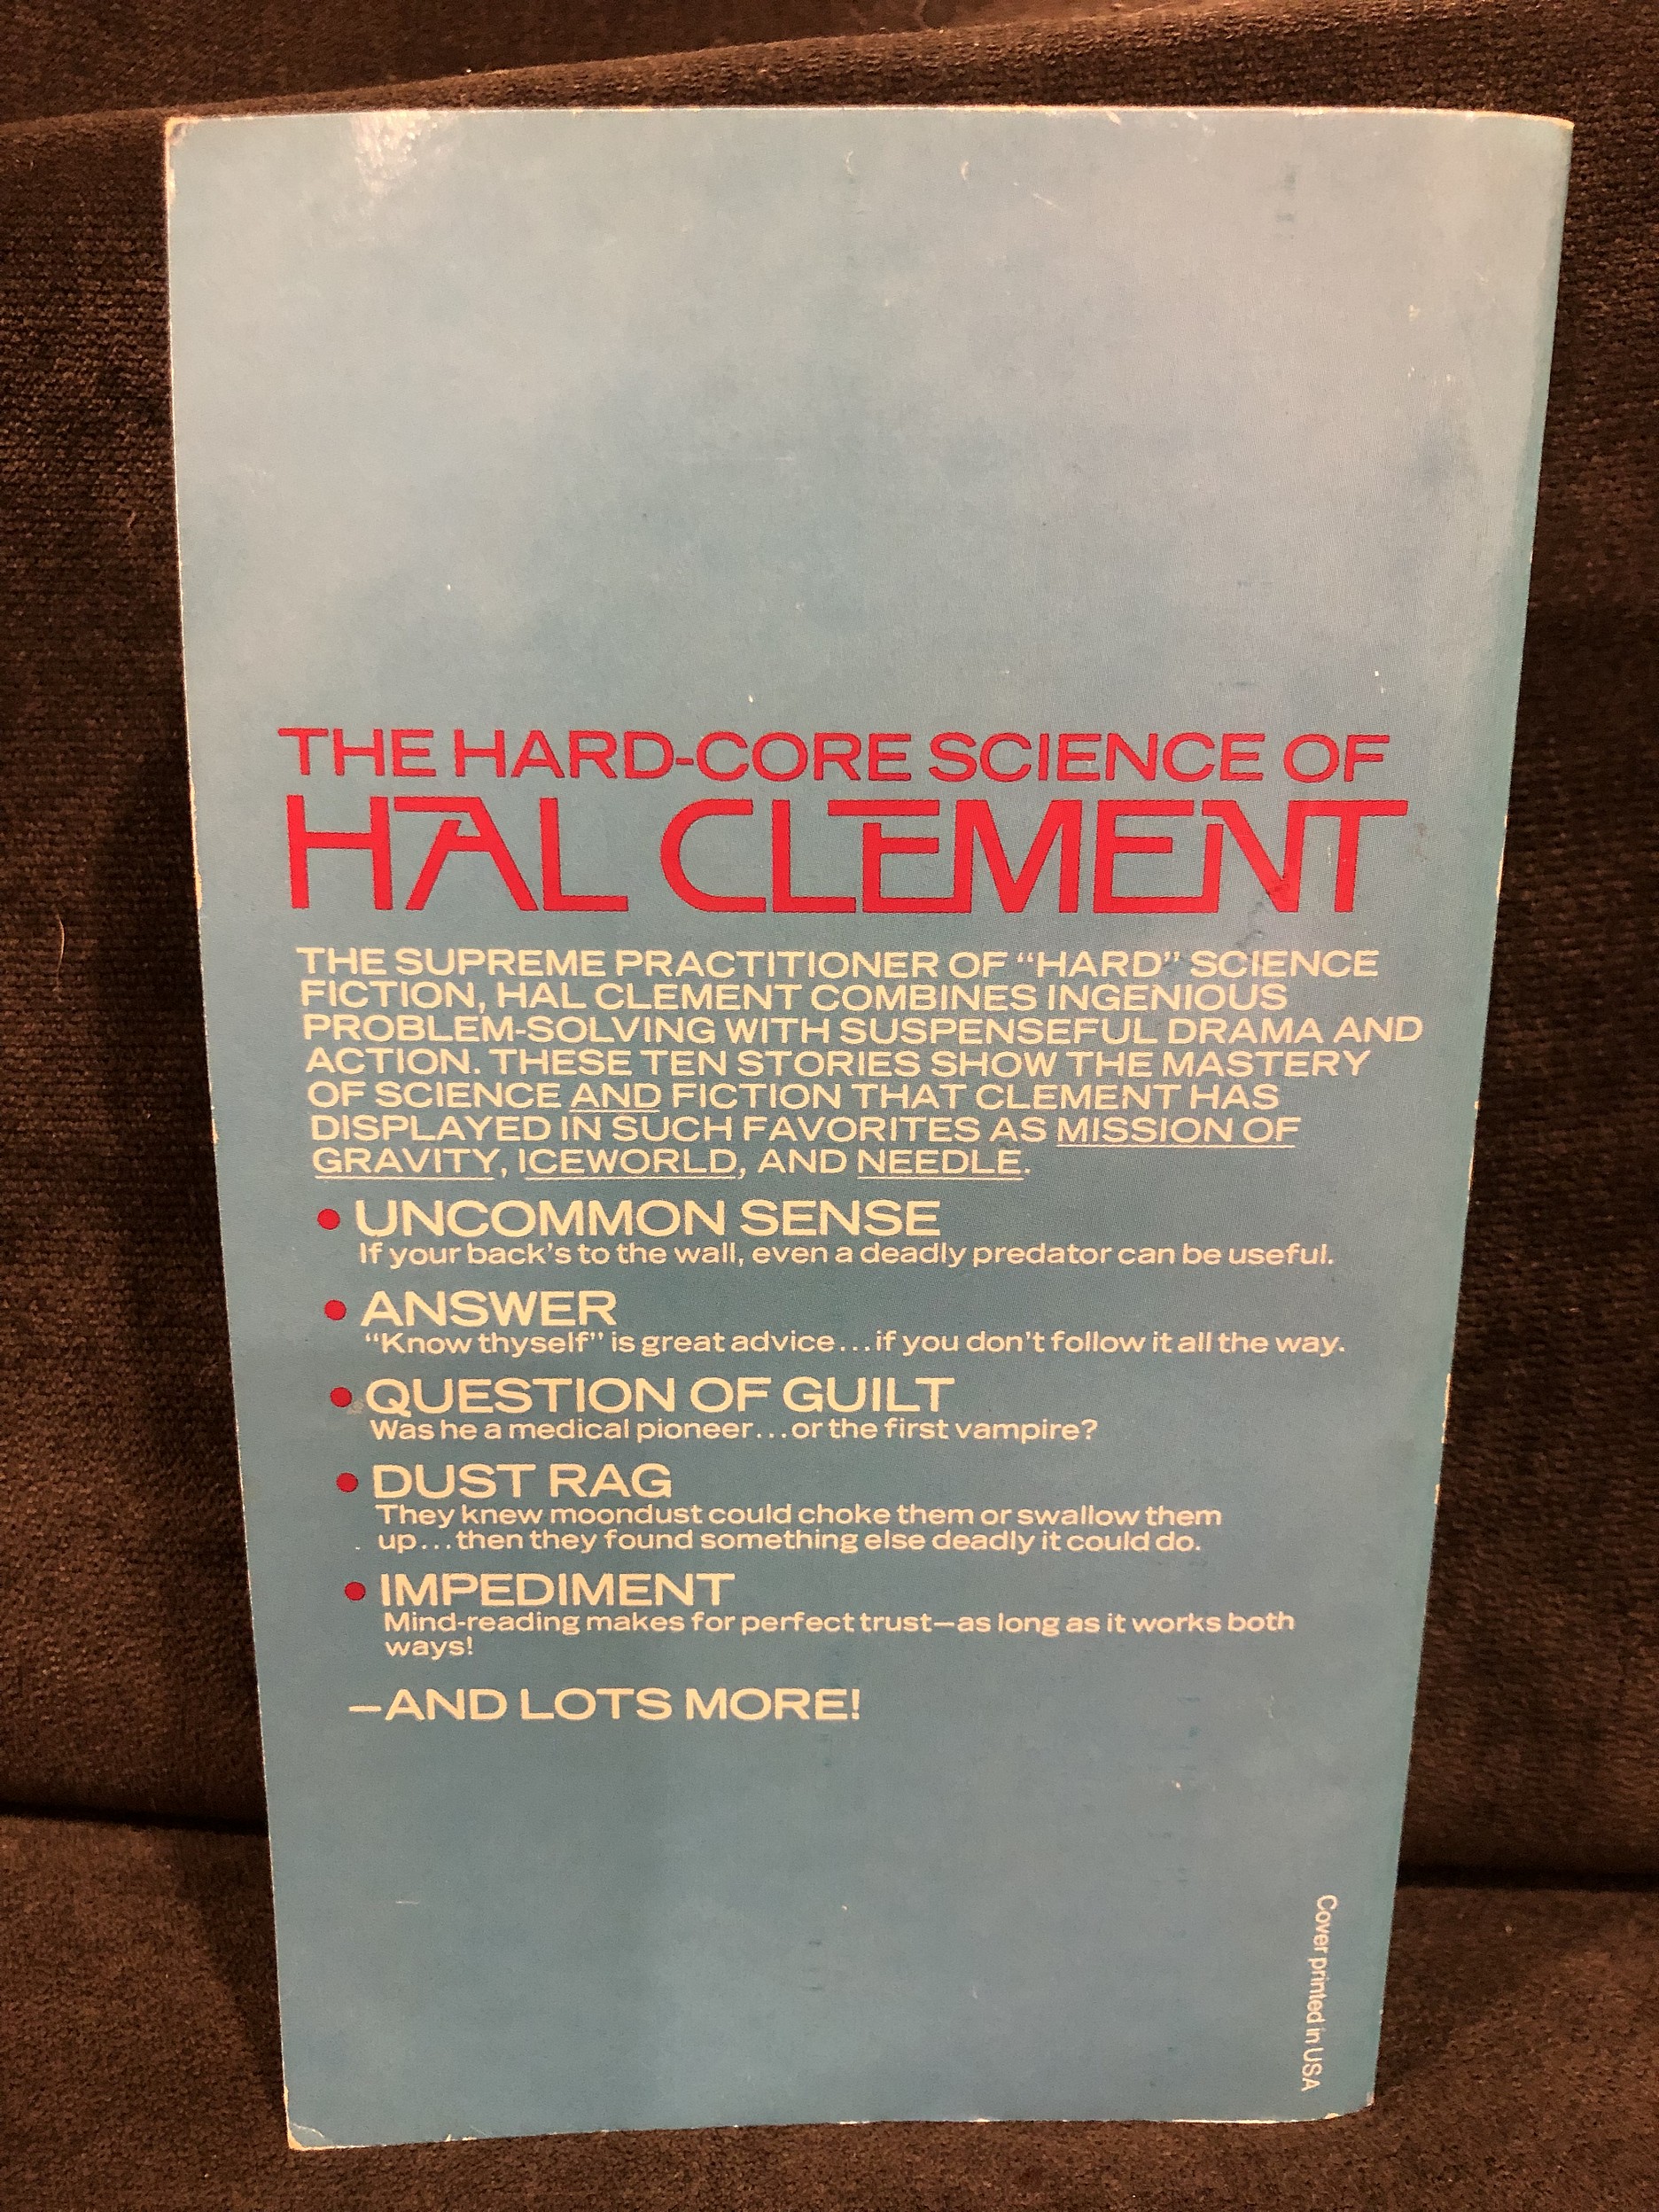 THE HARD-CORE SCIENCE OF
HAL CLEMENT
THE SUPREME PRACTITIONER OF “HARD” SCIENCE
FICTION, HAL CLEMENT COMBINES INGENIOUS
PROBLEM-SOLVING WITH SUSPENSEFUL DRAMA AND
ACTION. THESE TEN STORIES SHOW THE MASTERY
OF SCIENCE AND FICTION THAT CLEMENT HAS
DISPLAYED IN SUCH FAVORITES AS MISSION OF
GRAVITY, ICEWORLD, AND NEEDLE.
• UNCOMMON SENSE
If your back’s to the wall, even a deadly predator can be useful.
• ANSWER
“Know thyself” is great advice...if you don’t follow it all the way.
• QUESTION OF GUILT
Was he a medical pioneer...or the first vampire?
• DUST RAG
They knew moondust could choke them or swallow them
up...then they found something else deadly it could do.
• IMPEDIMENT
Mind-reading makes for perfect trust—as long as it works both
ways!
—AND LOTS MORE!
Cover printed in USA